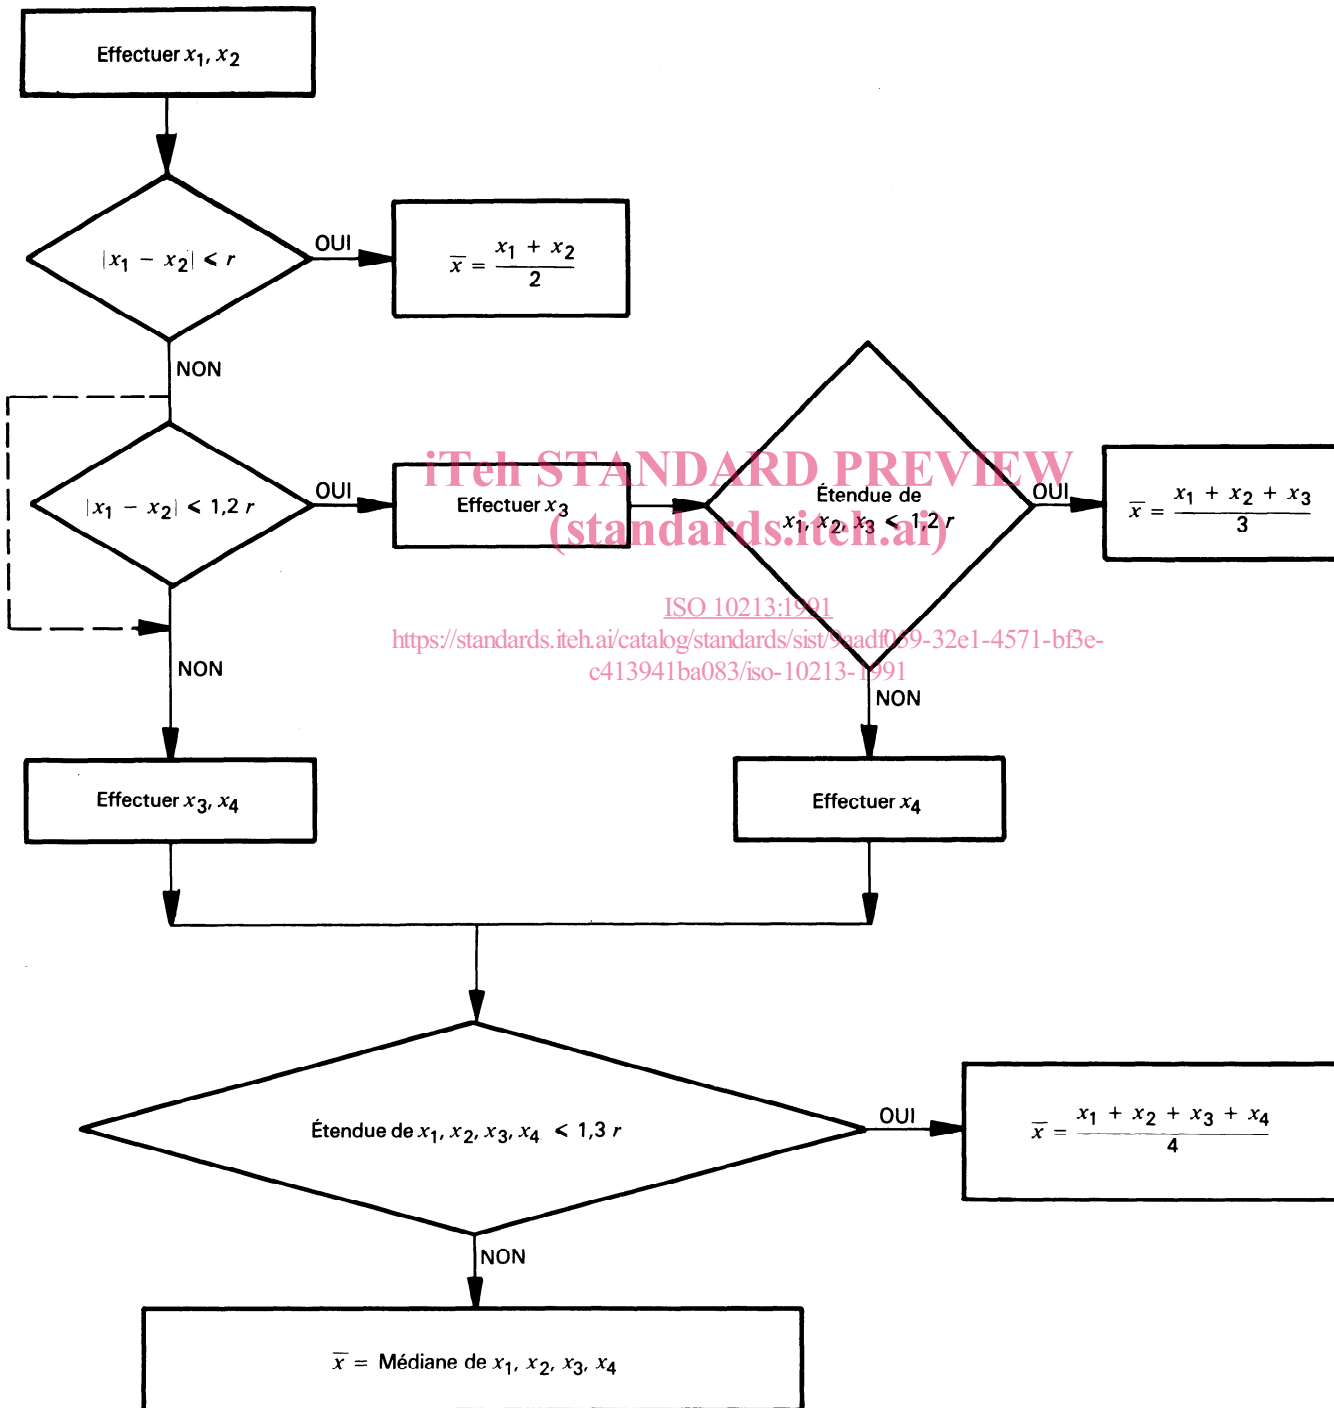 Effectuer x1, x2
|x1 − x2| < r
OUI
x̄ = x1 + x2 / 2
NON
|x1 − x2| < 1,2 r
OUI
Effectuer x3
Étendue de
x1, x2, x3 < 1,2 r
OUI
x̄ = x1 + x2 + x3 / 3
iTeh STANDARD PREVIEW
(standards.iteh.ai)
ISO 10213:1991
https://standards.iteh.ai/catalog/standards/sist/9aadf059-32e1-4571-bf3e-
c413941ba083/iso-10213-1991
NON
NON
Effectuer x3, x4
Effectuer x4
Étendue de x1, x2, x3, x4 < 1,3 r
OUI
x̄ = x1 + x2 + x3 + x4 / 4
NON
x̄ = Médiane de x1, x2, x3, x4